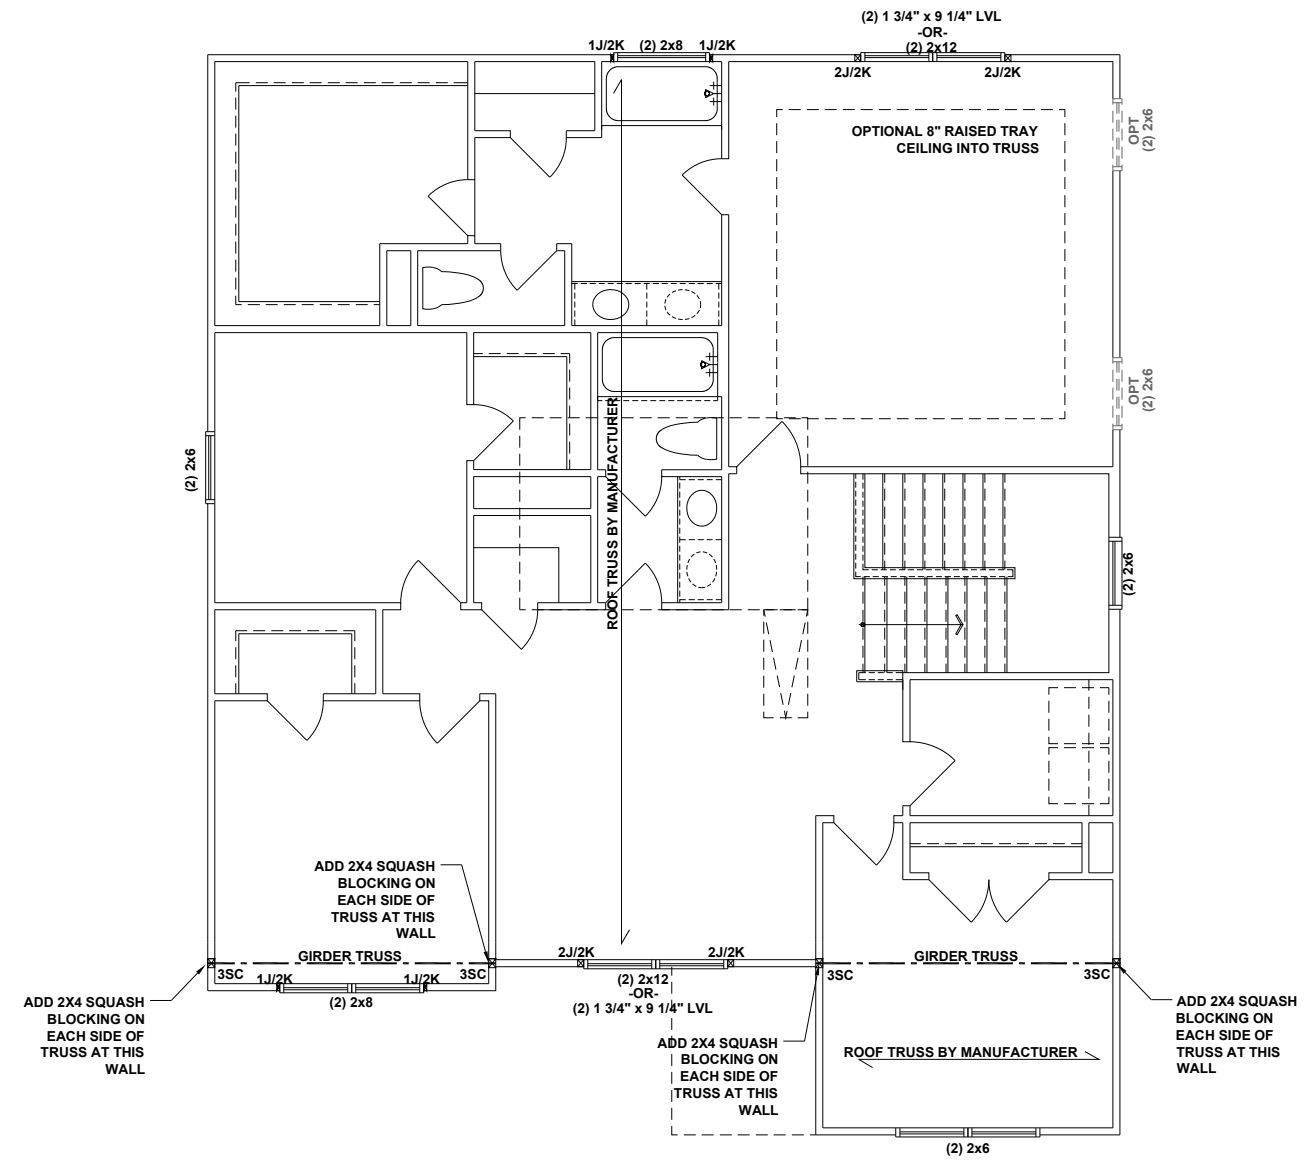 (2) 1 3/4" x 9 1/4" LVL
-OR-
(2) 2x12
1J/2K
(2) 2x8
1J/2K
2J/2K
2J/2K
OPTIONAL 8" RAISED TRAY
CEILING INTO TRUSS
OPT
(2) 2x6
OPT
(2) 2x6
(2) 2x6
ROOF TRUSS BY MANUFACTURER
(2) 2x6
ADD 2X4 SQUASH
BLOCKING ON
EACH SIDE OF
TRUSS AT THIS
WALL
GIRDER TRUSS
3SC
3SC
1J/2K
1J/2K
(2) 2x8
2J/2K
2J/2K
(2) 2x12
-OR-
(2) 1 3/4" x 9 1/4" LVL
GIRDER TRUSS
3SC
3SC
ADD 2X4 SQUASH
BLOCKING ON
EACH SIDE OF
TRUSS AT THIS
WALL
ADD 2X4 SQUASH
BLOCKING ON
EACH SIDE OF
TRUSS AT THIS
WALL
ADD 2X4 SQUASH
BLOCKING ON
EACH SIDE OF
TRUSS AT THIS
WALL
ROOF TRUSS BY MANUFACTURER
(2) 2x6